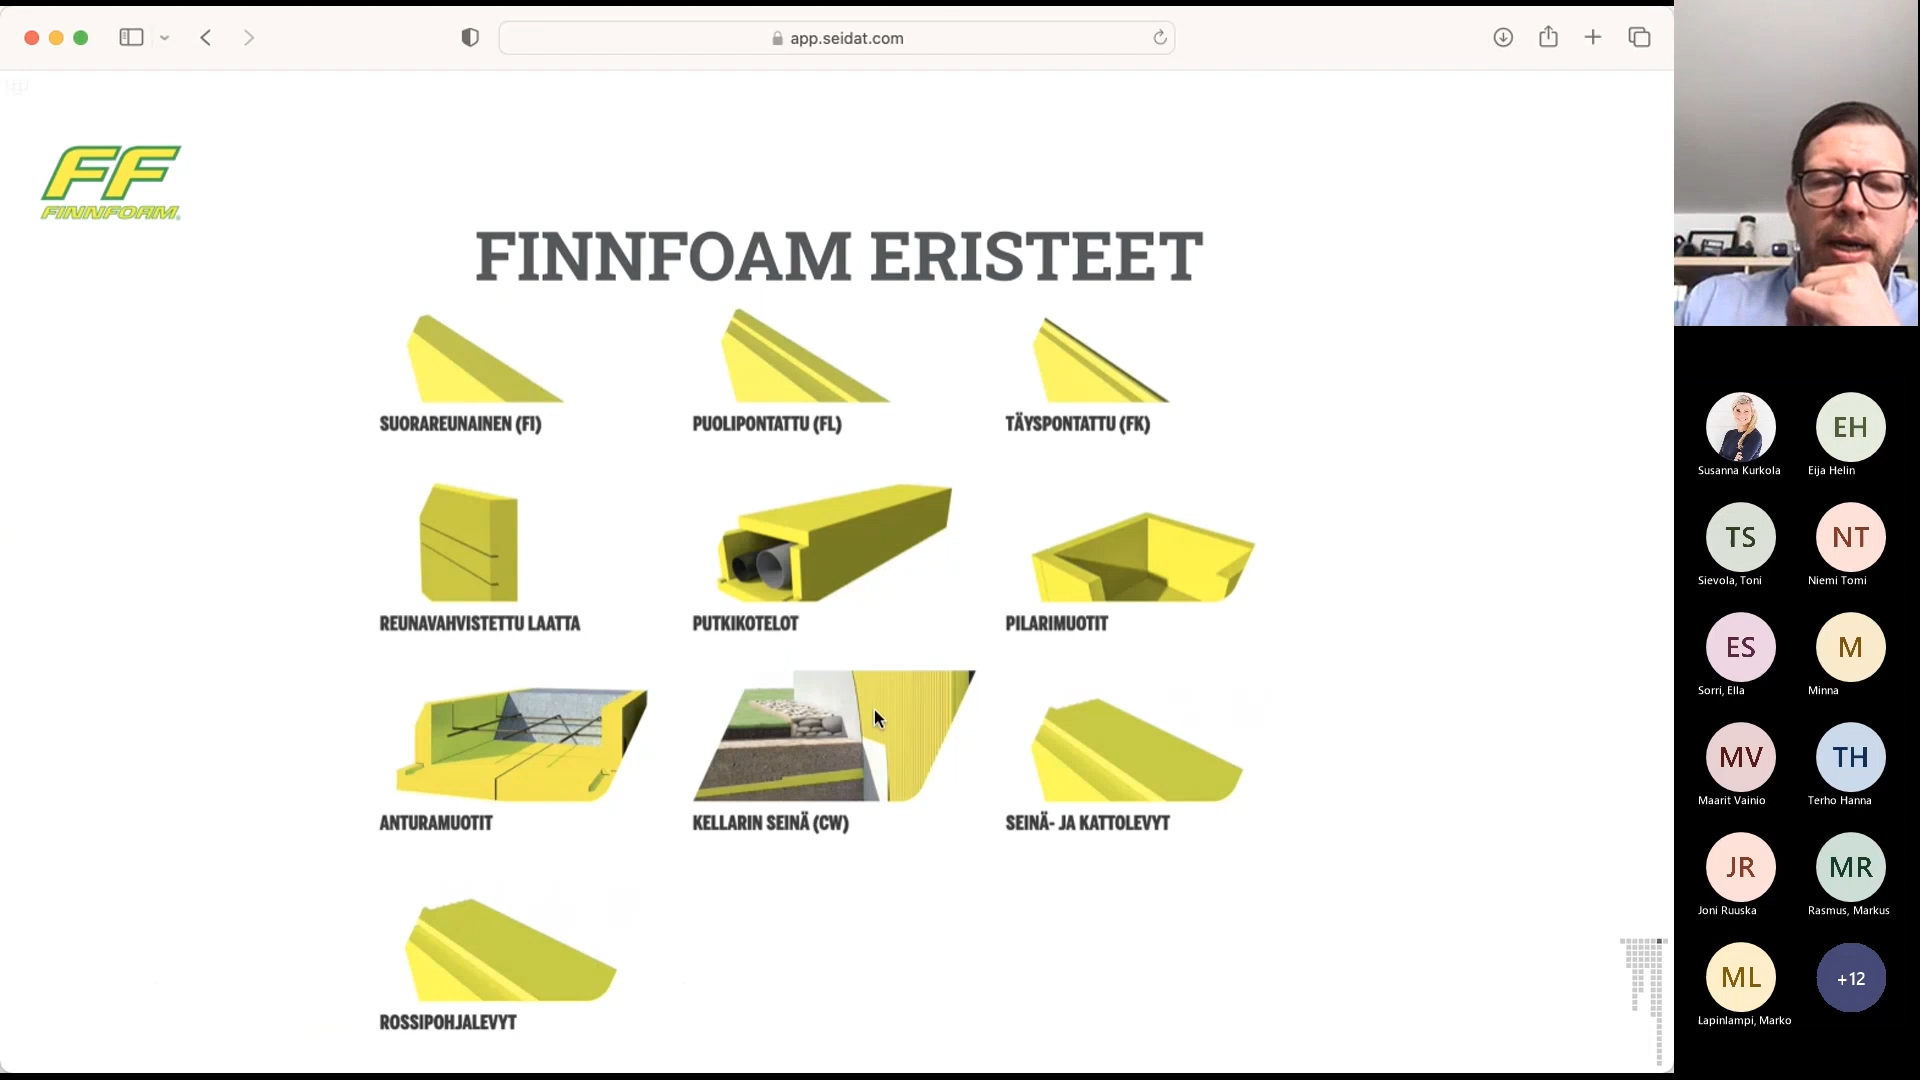 app.seidat.com
FF
FINNFOAM
FINNFOAM ERISTEET
SUORAREUNAINEN (FI)
PUOLIPONTATTU (FL)
TÄYSPONTATTU (FK)
REUNAVAHVISTETTU LAATTA
PUTKIKOTELOT
PILARIMUOTIT
ANTURAMUOTIT
KELLARIN SEINÄ (CW)
SEINÄ- JA KATTOLEVYT
ROSSIPOHJALEVYT
Susanna Kurkola
EH
Eija Helin
TS
Sievola, Toni
NT
Niemi Tomi
ES
Sorri, Ella
M
Minna
MV
Maarit Vainio
TH
Terho Hanna
JR
Joni Ruuska
MR
Rasmus, Markus
ML
Lapinlampi, Marko
+12